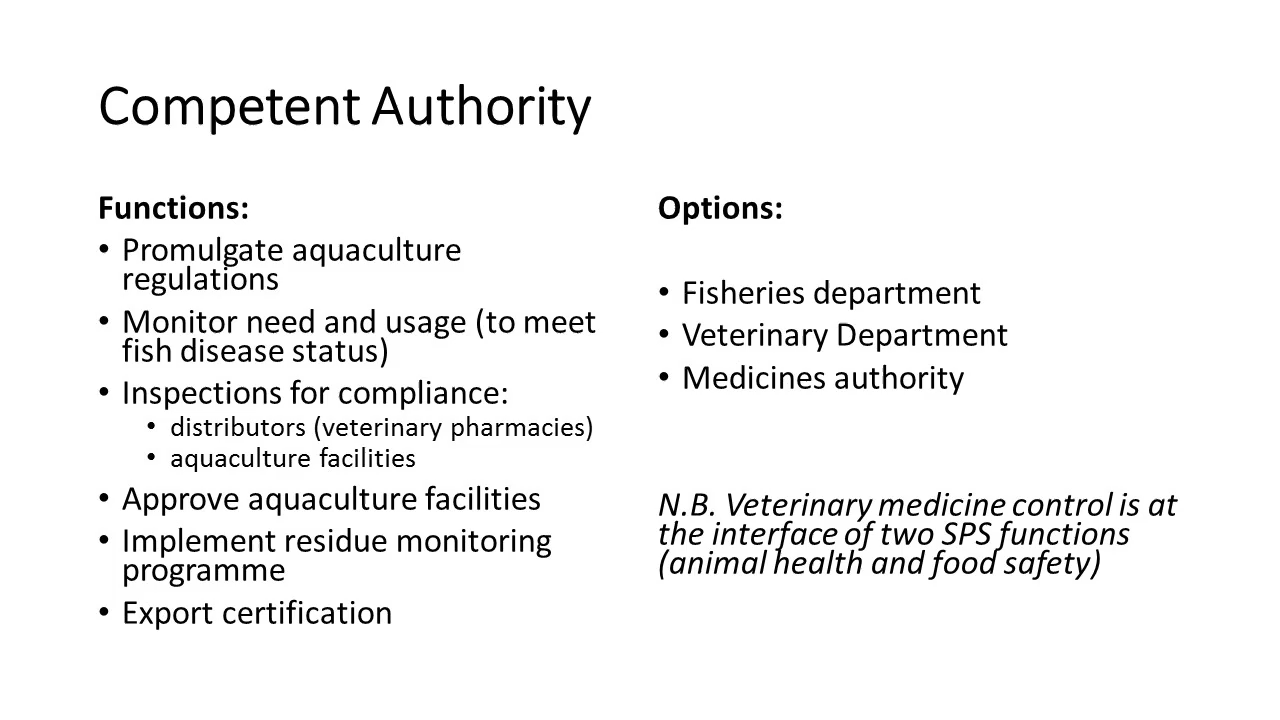 Competent Authority
Functions:
• Promulgate aquaculture
regulations
• Monitor need and usage (to meet
fish disease status)
• Inspections for compliance:
• distributors (veterinary pharmacies)
• aquaculture facilities
• Approve aquaculture facilities
• Implement residue monitoring
programme
• Export certification
Options:
• Fisheries department
• Veterinary Department
• Medicines authority
N.B. Veterinary medicine control is at
the interface of two SPS functions
(animal health and food safety)